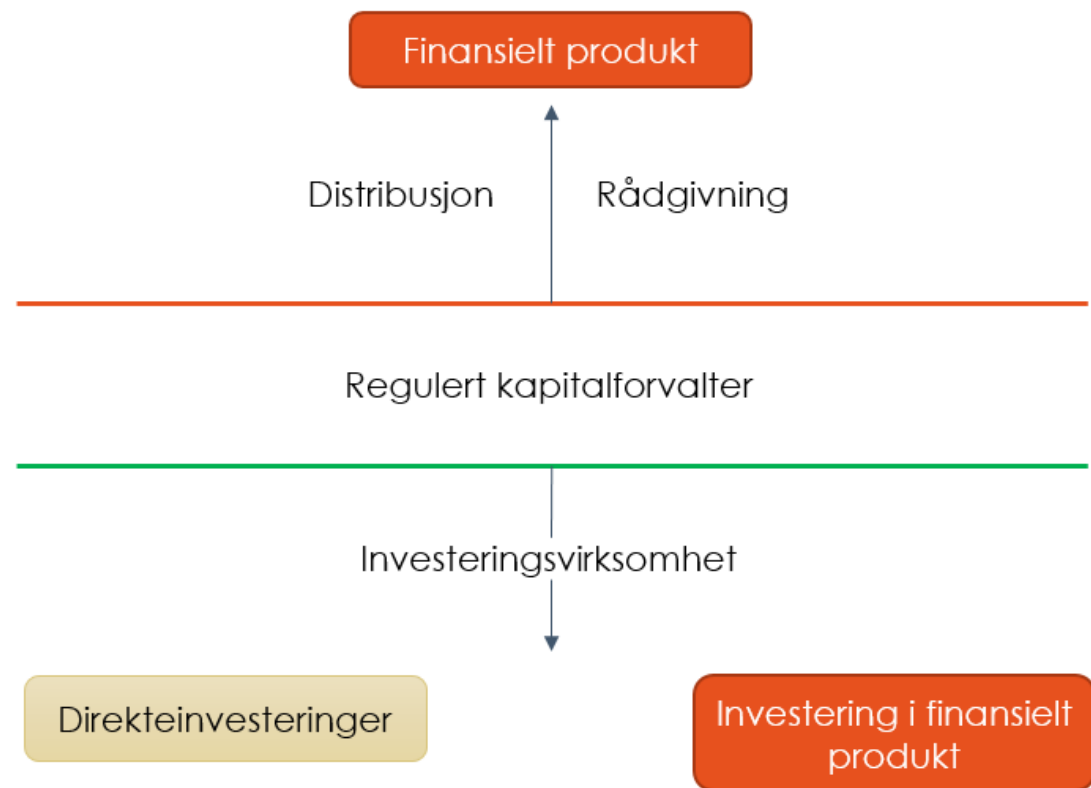 Finansielt produkt
Distribusjon
Rådgivning
Regulert kapitalforvalter
Investeringsvirksomhet
Direkteinvesteringer
Investering i finansielt
produkt